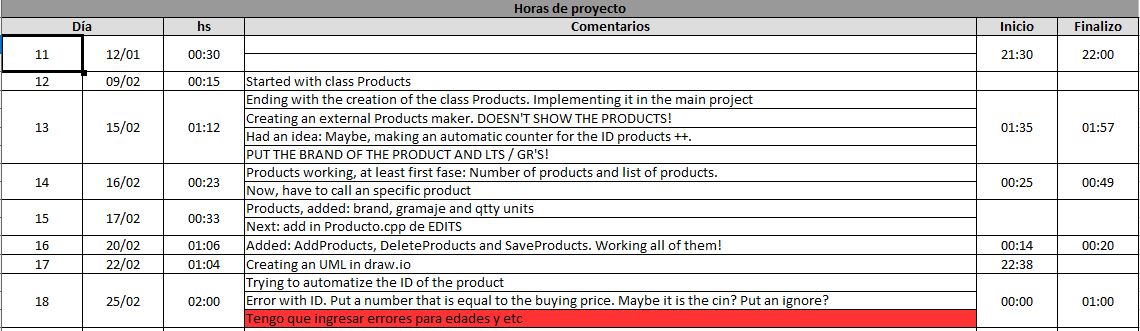 Horas de proyecto
Día hs Comentarios Inicio Finalizo
11 12/01 00:30 21:30 22:00
12 09/02 00:15 Started with class Products
Ending with the creation of the class Products. Implementing it in the main project
Creating an external Products maker. DOESN'T SHOW THE PRODUCTS!
13 15/02 01:12 01:35 01:57
Had an idea: Maybe, making an automatic counter for the ID products ++.
PUT THE BRAND OF THE PRODUCT AND LTS / GR'S!
Products working, at least first fase: Number of products and list of products.
14 16/02 00:23 00:25 00:49
Now, have to call an specific product
Products, added: brand, gramaje and qtty units
15 17/02 00:33
Next: add in Producto.cpp de EDITS
16 20/02 01:06 Added: AddProducts, DeleteProducts and SaveProducts. Working all of them! 00:14 00:20
17 22/02 01:04 Creating an UML in draw.io 22:38
Trying to automatize the ID of the product
18 25/02 02:00 Error with ID. Put a number that is equal to the buying price. Maybe it is the cin? Put an ignore? 00:00 01:00
Tengo que ingresar errores para edades y etc